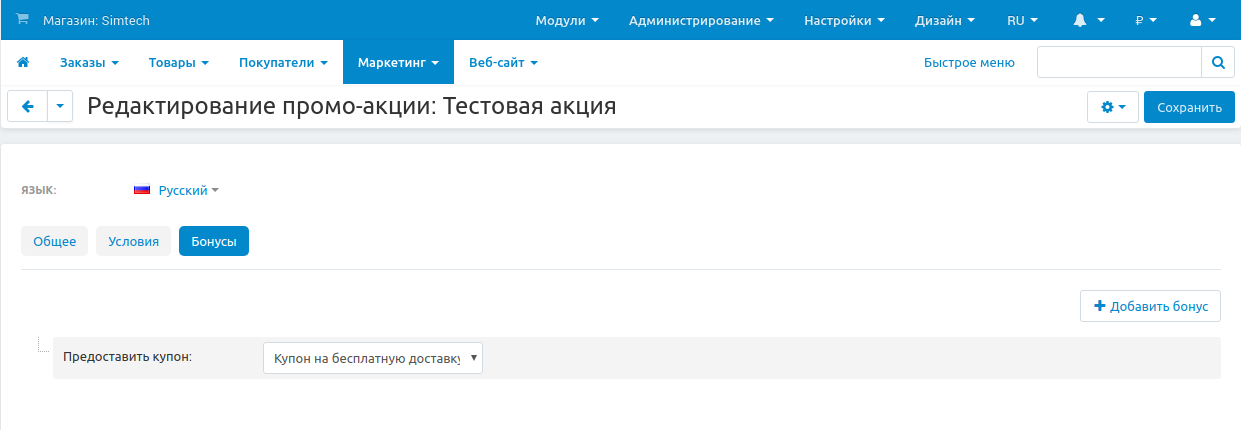 Магазин: Simtech Модули Администрирование Настройки Дизайн RU ₽
Заказы Товары Покупатели Маркетинг Веб-сайт Быстрое меню
Редактирование промо-акции: Тестовая акция Сохранить
ЯЗЫК: Русский
Общее Условия Бонусы
Добавить бонус
Предоставить купон: Купон на бесплатную доставку